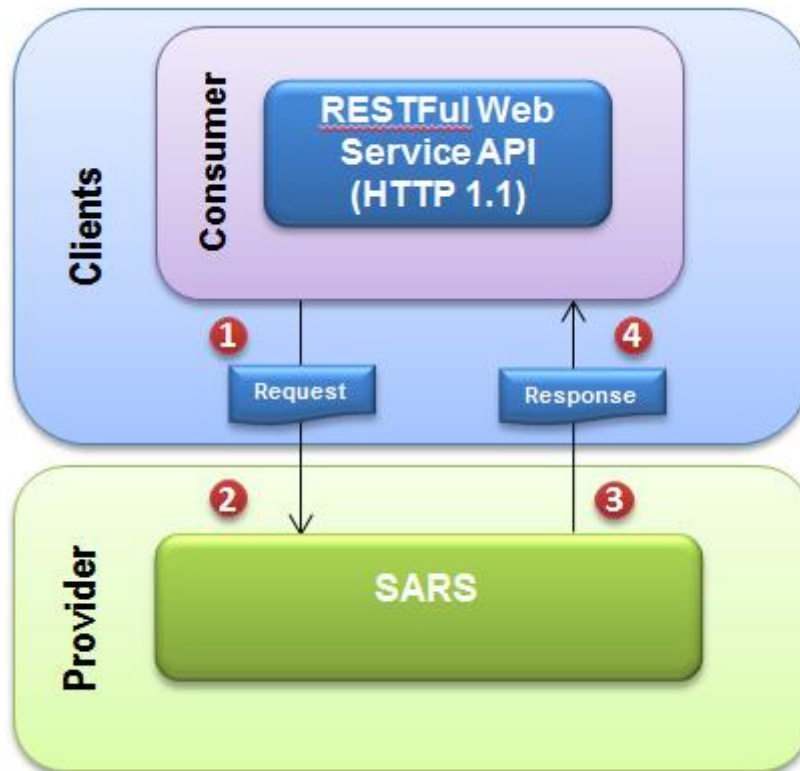 Clients
Consumer
RESTFul Web
Service API
(HTTP 1.1)
1
4
Request
Response
2
3
Provider
SARS